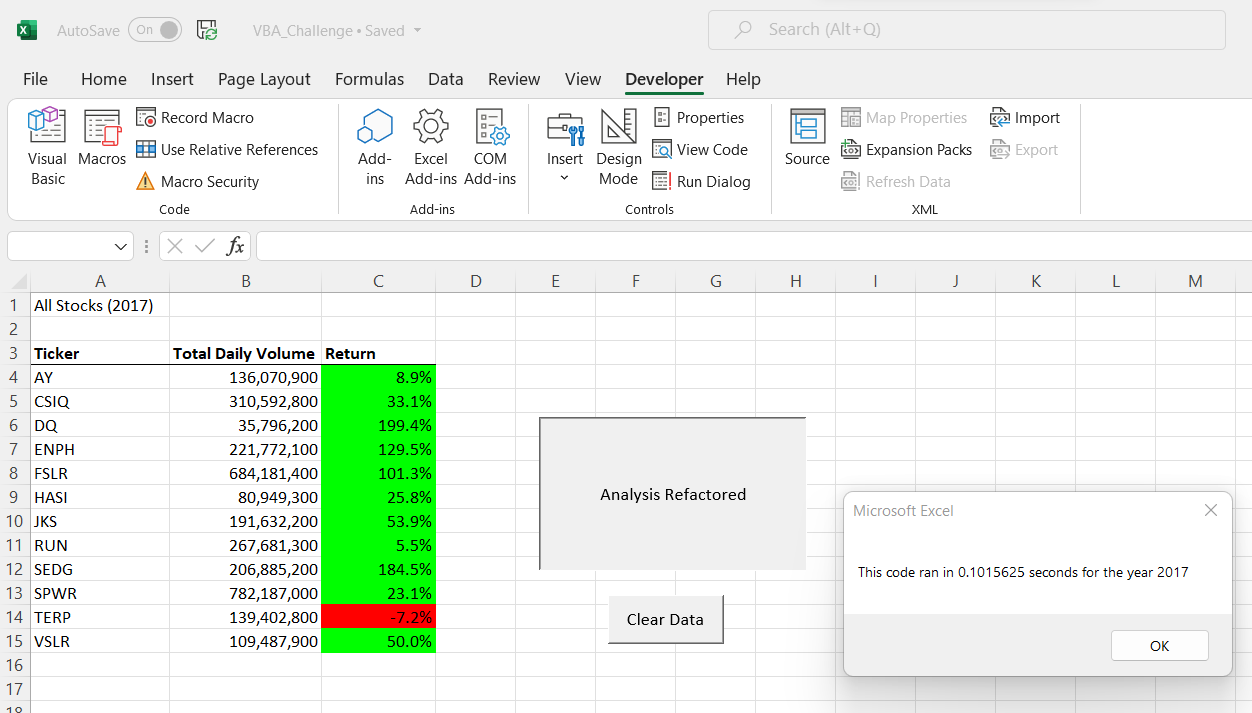 AutoSave On VBA_Challenge • Saved Search (Alt+Q)
File Home Insert Page Layout Formulas Data Review View Developer Help
Visual Basic
Macros
Record Macro
Use Relative References
Macro Security
Code
Add-ins
Excel Add-ins
COM Add-ins
Add-ins
Insert
Design Mode
Properties
View Code
Run Dialog
Controls
Source
Map Properties
Expansion Packs
Refresh Data
Import
Export
XML
fx
A B C D E F G H I J K L M
1 All Stocks (2017)
2
3 Ticker Total Daily Volume Return
4 AY 136,070,900 8.9%
5 CSIQ 310,592,800 33.1%
6 DQ 35,796,200 199.4%
7 ENPH 221,772,100 129.5%
8 FSLR 684,181,400 101.3%
9 HASI 80,949,300 25.8%
10 JKS 191,632,200 53.9%
11 RUN 267,681,300 5.5%
12 SEDG 206,885,200 184.5%
13 SPWR 782,187,000 23.1%
14 TERP 139,402,800 -7.2%
15 VSLR 109,487,900 50.0%
16
17
18
Analysis Refactored
Clear Data
Microsoft Excel
This code ran in 0.1015625 seconds for the year 2017
OK